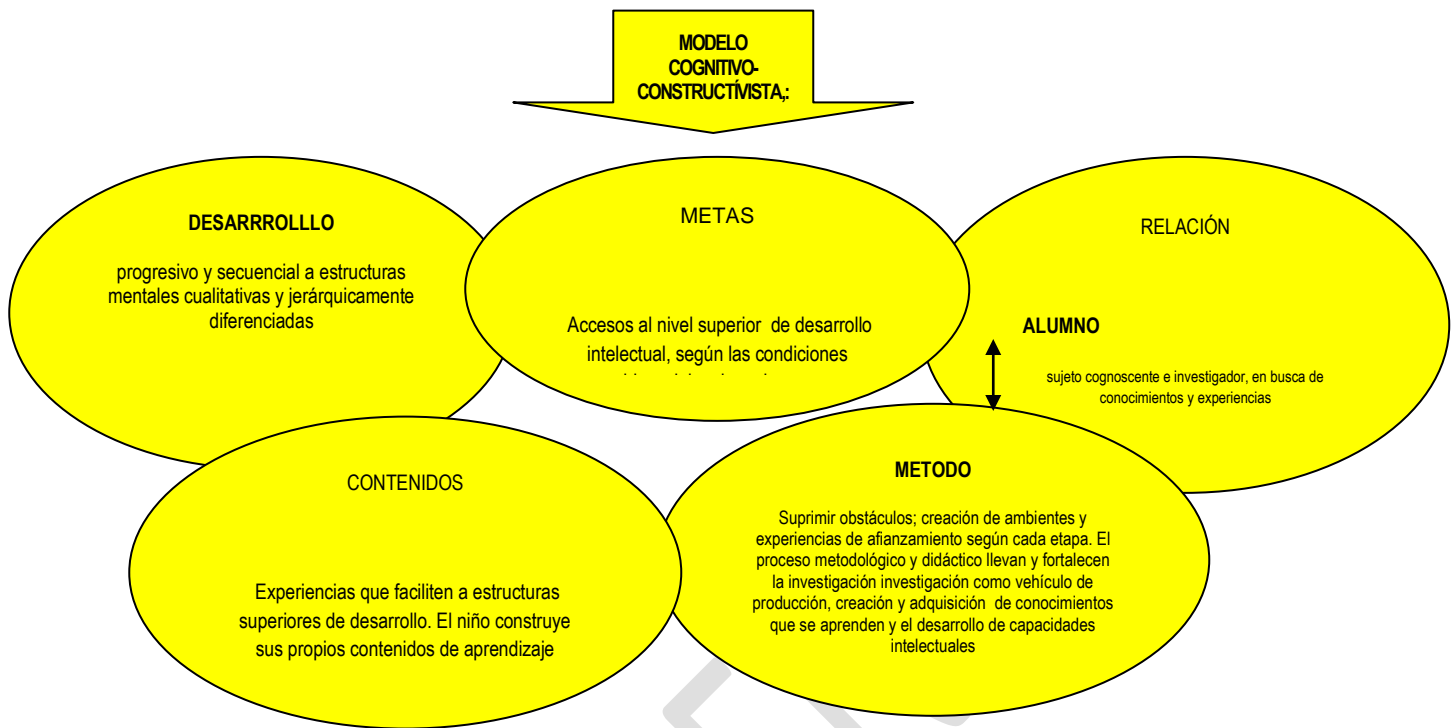 MODELO
COGNITIVO-
CONSTRUCTÍVISTA,:
DESARRROLLLO
progresivo y secuencial a estructuras
mentales cualitativas y jerárquicamente
diferenciadas
METAS
Accesos al nivel superior de desarrollo
intelectual, según las condiciones
RELACIÓN
ALUMNO
sujeto cognoscente e investigador, en busca de
conocimientos y experiencias
CONTENIDOS
Experiencias que faciliten a estructuras
superiores de desarrollo. El niño construye
sus propios contenidos de aprendizaje
METODO
Suprimir obstáculos; creación de ambientes y
experiencias de afianzamiento según cada etapa. El
proceso metodológico y didáctico llevan y fortalecen
la investigación investigación como vehículo de
producción, creación y adquisición de conocimientos
que se aprenden y el desarrollo de capacidades
intelectuales